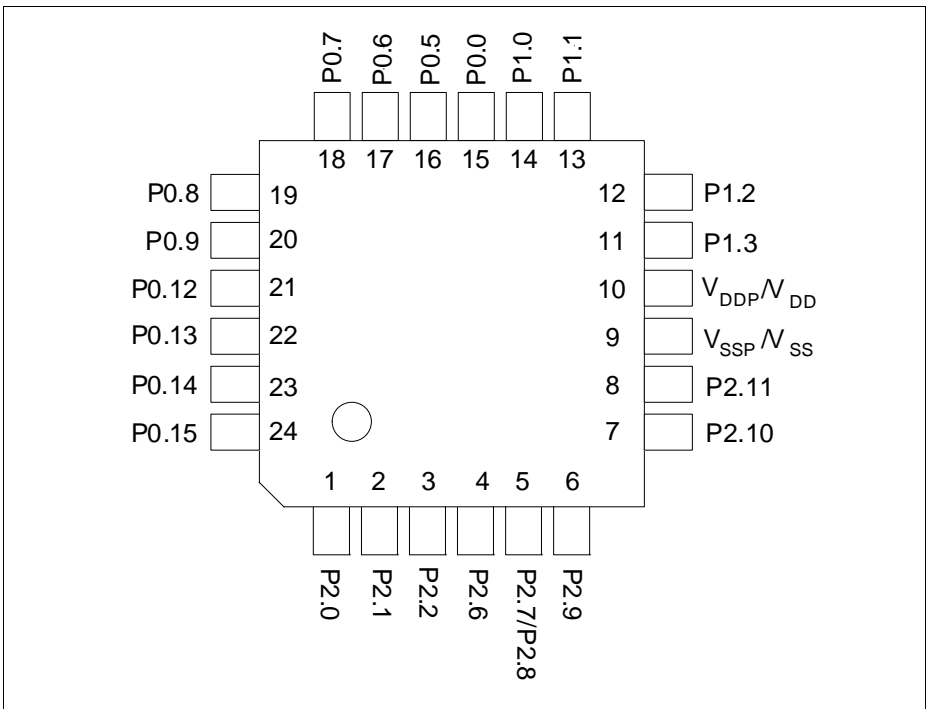 P0.7 P0.6 P0.5 P0.0 P1.0 P1.1
18 17 16 15 14 13
P0.8 19 12 P1.2
P0.9 20 11 P1.3
P0.12 21 10 VDDP/VDD
P0.13 22 9 VSSP/VSS
P0.14 23 8 P2.11
P0.15 24 7 P2.10
1 2 3 4 5 6
P2.0 P2.1 P2.2 P2.6 P2.7/P2.8 P2.9